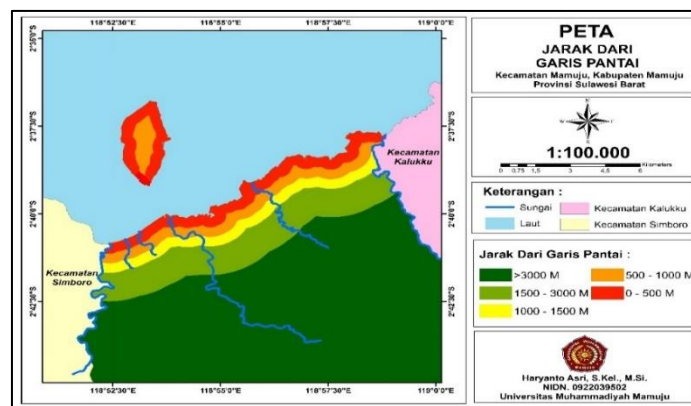 118°52'30"E
118°55'0"E
118°57'30"E
119°0'0"E
2°35'0"S
2°37'30"S
2°40'0"S
2°42'30"S
Kecamatan
Kalukku
Kecamatan
Simboro
2°37'30"S
2°40'0"S
2°42'30"S
118°52'30"E
118°55'0"E
118°57'30"E
119°0'0"E
PETA
JARAK DARI
GARIS PANTAI
Kecamatan Mamuju, Kabupaten Mamuju
Provinsi Sulawesi Barat
1:100.000
Kilometers
0 0,75 1,5 3 4,5 6
Keterangan :
Sungai
Kecamatan Kalukku
Laut
Kecamatan Simboro
Jarak Dari Garis Pantai :
>3000 M
500 - 1000 M
1500 - 3000 M
0 - 500 M
1000 - 1500 M
Haryanto Asri, S.Kel., M.Si.
NIDN. 0922039502
Universitas Muhammadiyah Mamuju